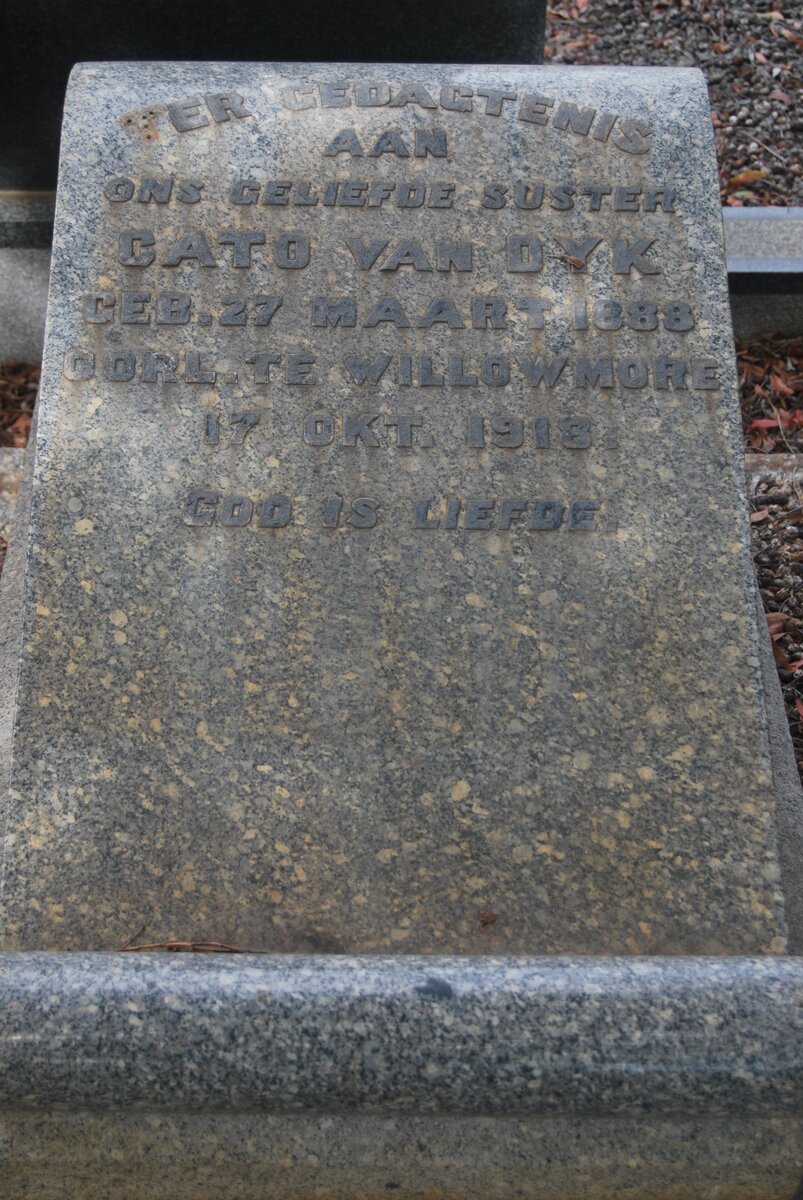 TER GEDAGTENIS
AAN
ONS GELIEFDE SUSTER
CATO VAN DYK
GEB. 27 MAART 1888
OORL. TE WILLOWMORE
17 OKT. 1918.
GOD IS LIEFDE.